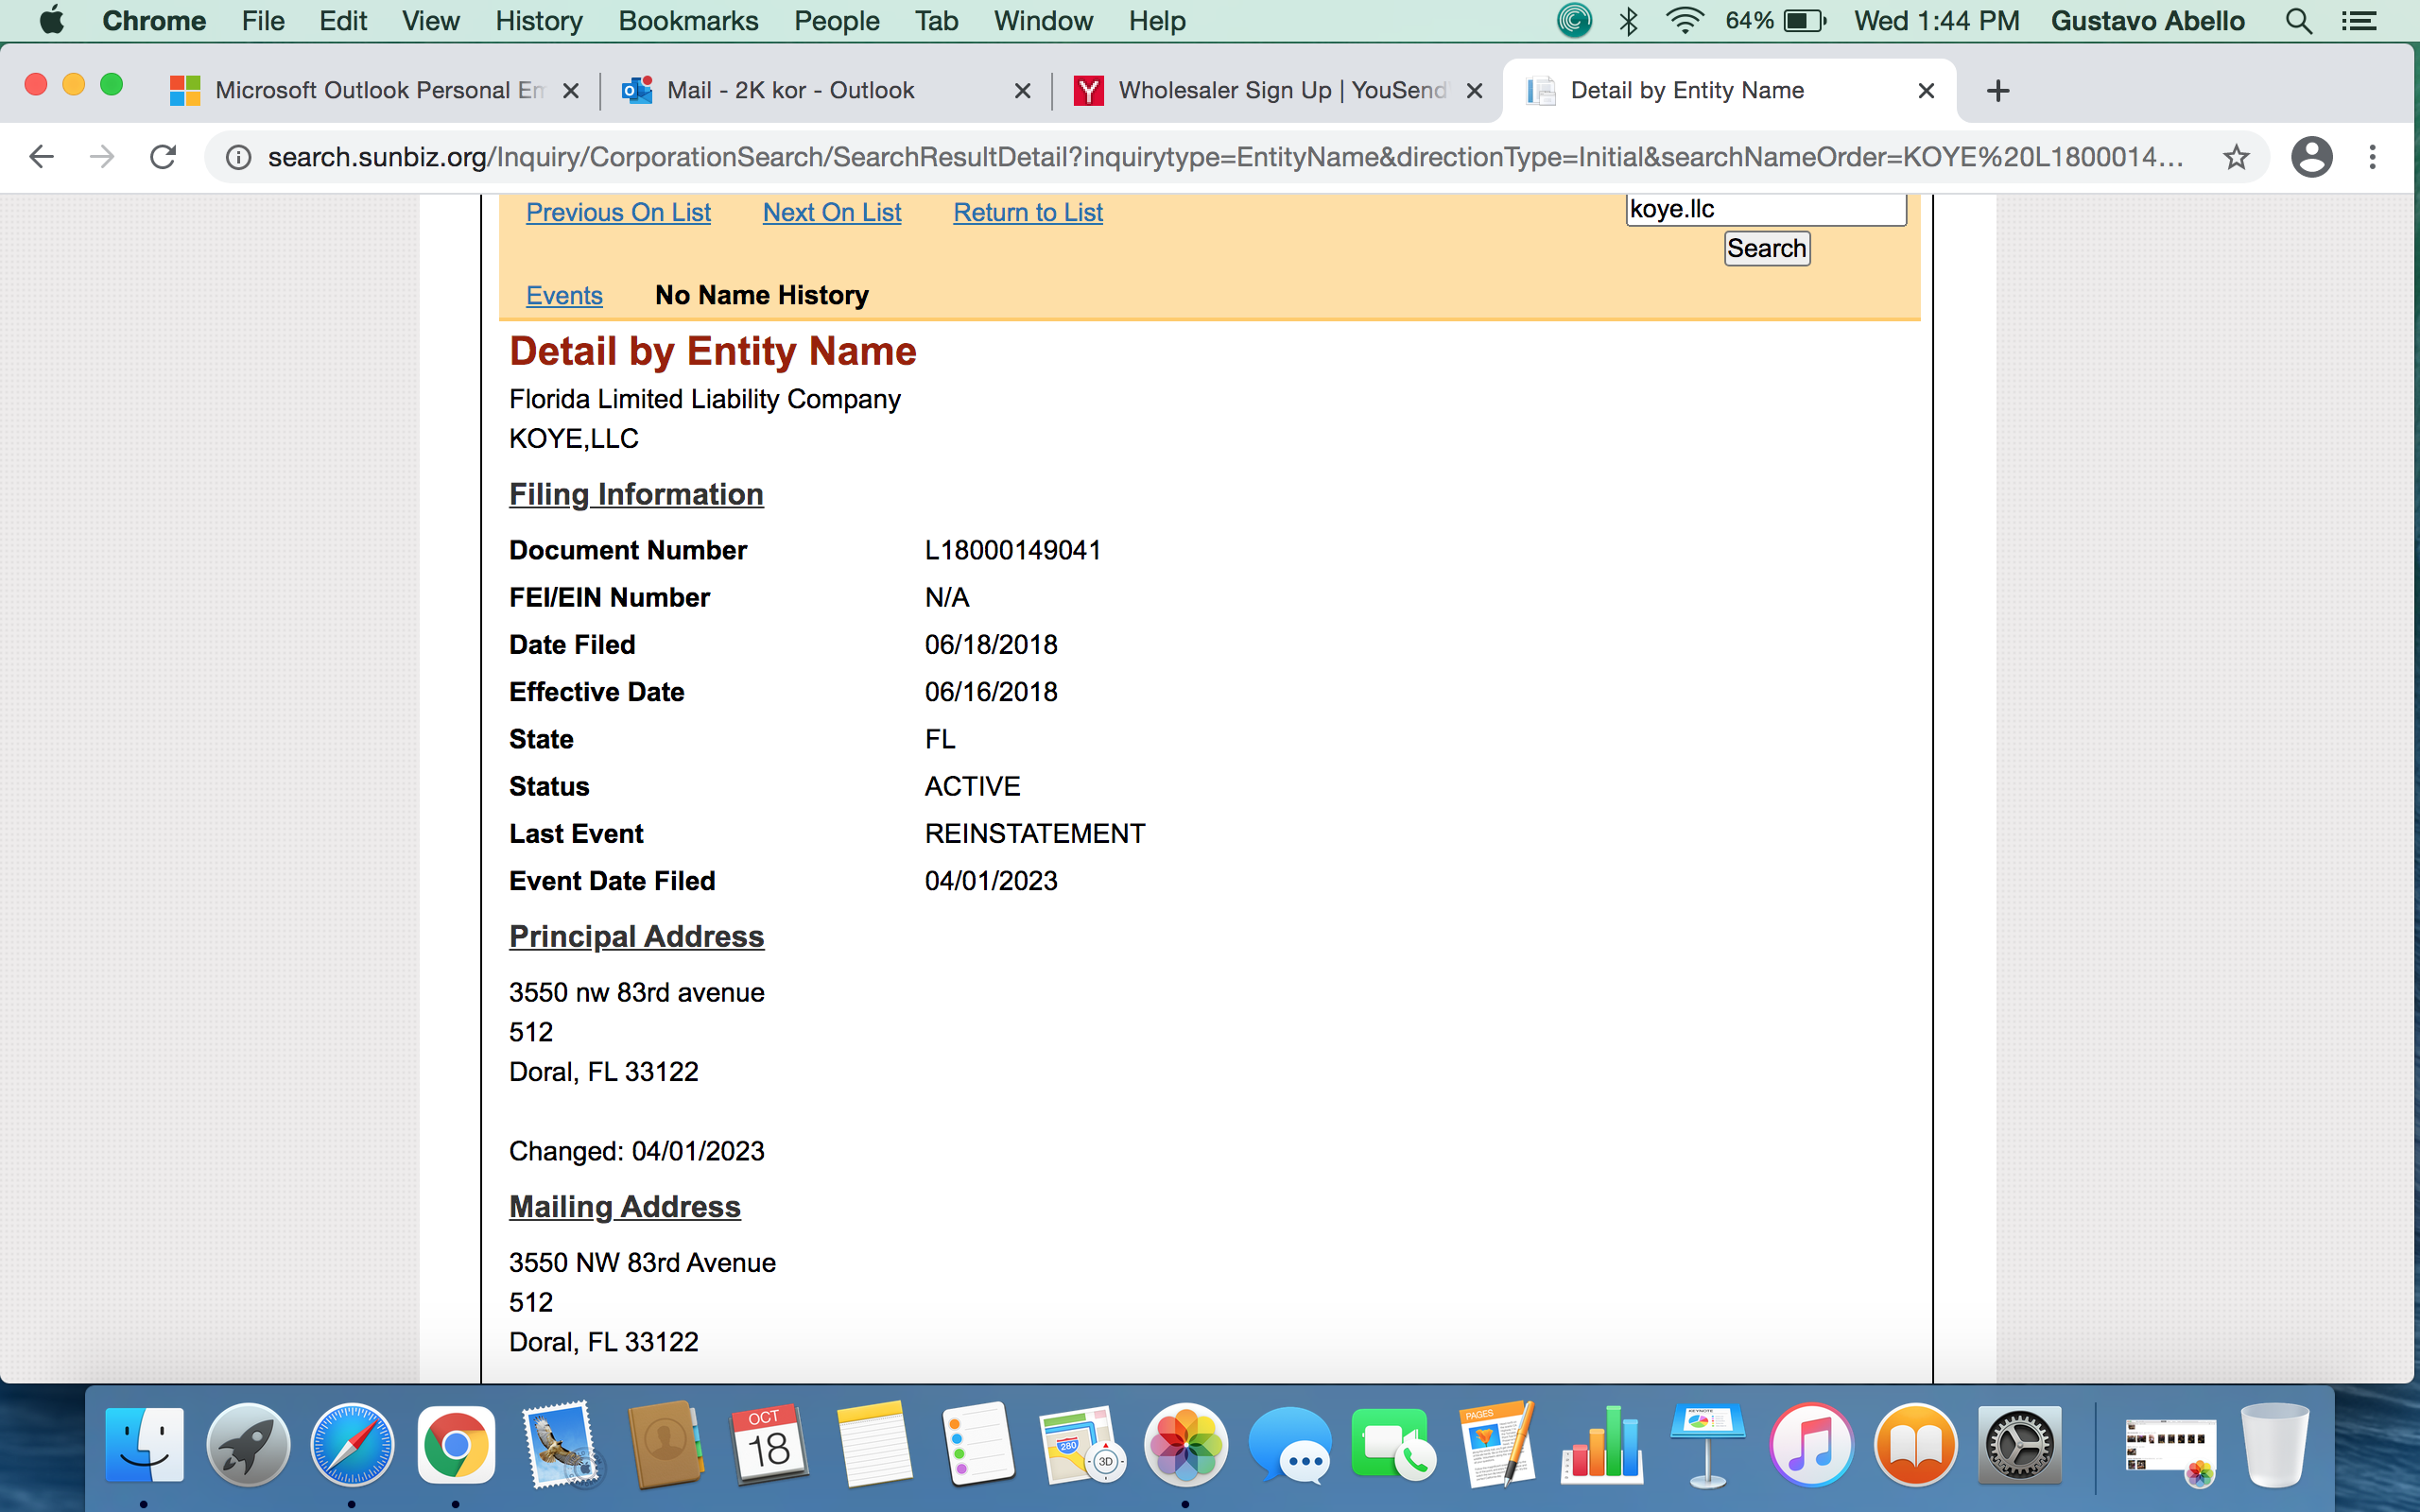 Chrome File Edit View History Bookmarks People Tab Window Help 64% Wed 1:44 PM Gustavo Abello
Microsoft Outlook Personal Em Mail - 2K kor - Outlook Wholesaler Sign Up | YouSend Detail by Entity Name
search.sunbiz.org/Inquiry/CorporationSearch/SearchResultDetail?inquirytype=EntityName&directionType=Initial&searchNameOrder=KOYE%20L1800014...
Previous On List Next On List Return to List koye.llc
Search
Events No Name History
Detail by Entity Name
Florida Limited Liability Company
KOYE,LLC
Filing Information
Document Number L18000149041
FEI/EIN Number N/A
Date Filed 06/18/2018
Effective Date 06/16/2018
State FL
Status ACTIVE
Last Event REINSTATEMENT
Event Date Filed 04/01/2023
Principal Address
3550 nw 83rd avenue
512
Doral, FL 33122
Changed: 04/01/2023
Mailing Address
3550 NW 83rd Avenue
512
Doral, FL 33122
OCT
18
280
3D
PAGES
KEYNOTE